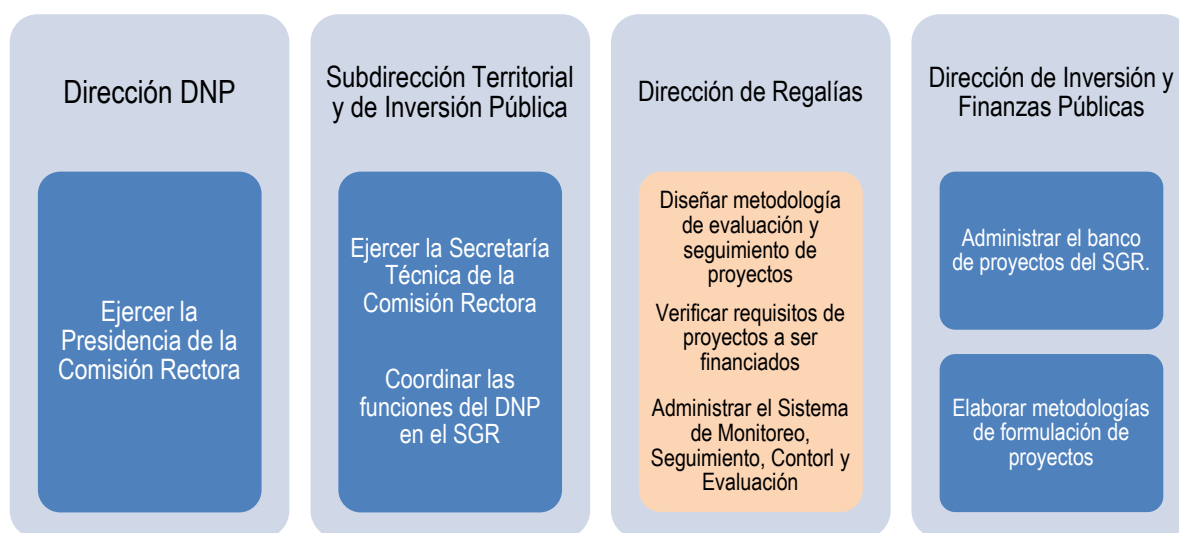 Dirección DNP
Ejercer la
Presidencia de la
Comisión Rectora
Subdirección Territorial
y de Inversión Pública
Ejercer la Secretaría
Técnica de la
Comisión Rectora
Coordinar las
funciones del DNP
en el SGR
Dirección de Regalías
Diseñar metodología
de evaluación y
seguimiento de
proyectos
Verificar requisitos de
proyectos a ser
financiados
Administrar el Sistema
de Monitoreo,
Seguimiento, Contorl y
Evaluación
Dirección de Inversión y
Finanzas Públicas
Administrar el banco
de proyectos del SGR.
Elaborar metodologías
de formulación de
proyectos